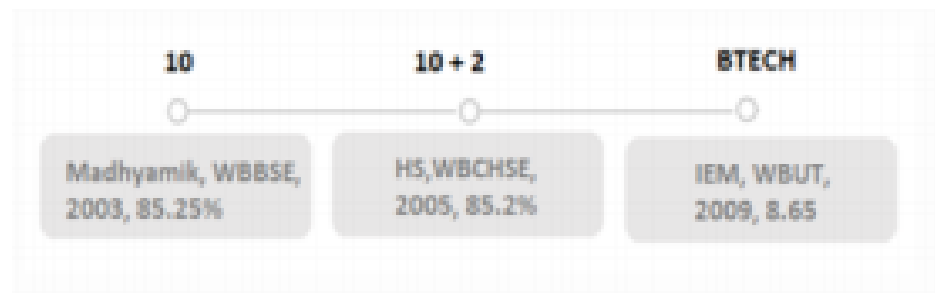 10
Madhyamik, WBBSE,
2003, 85.25%
10 + 2
HS,WBCHSE,
2005, 85.2%
BTECH
IEM, WBUT,
2009, 8.65